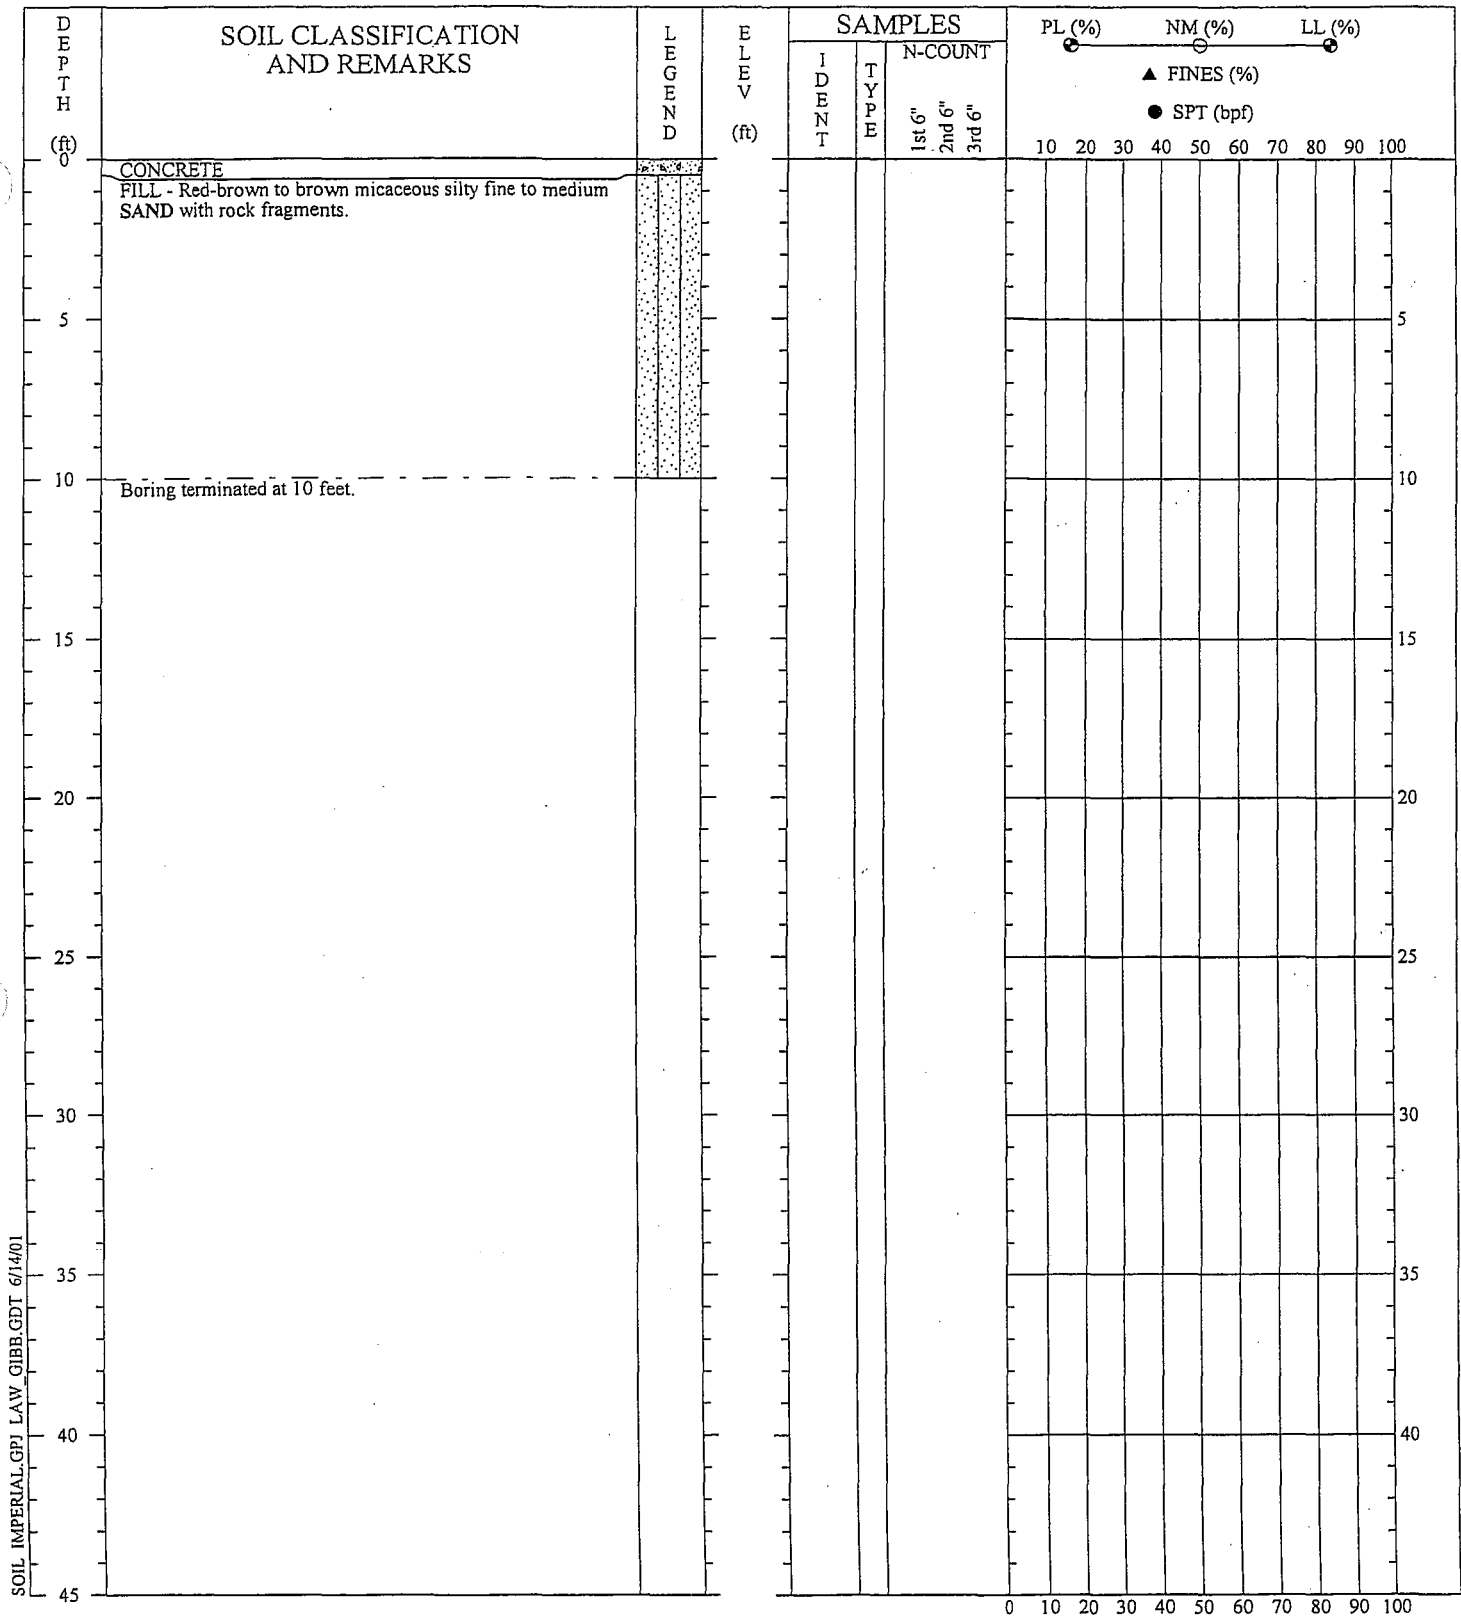 DEPTH (ft)
SOIL CLASSIFICATION
AND REMARKS
LEGEND
ELEV (ft)
SAMPLES
IDENT
TYPE
N-COUNT
1st 6"
2nd 6"
3rd 6"
PL (%) NM (%) LL (%)
▲ FINES (%)
● SPT (bpf)
10 20 30 40 50 60 70 80 90 100
0
CONCRETE
FILL - Red-brown to brown micaceous silty fine to medium
SAND with rock fragments.
5 5
10 10
Boring terminated at 10 feet.
15 15
20 20
25 25
30 30
35 35
40 40
45
0 10 20 30 40 50 60 70 80 90 100
SOIL IMPERIAL.GPJ LAW_GIBB.GDT 6/14/01